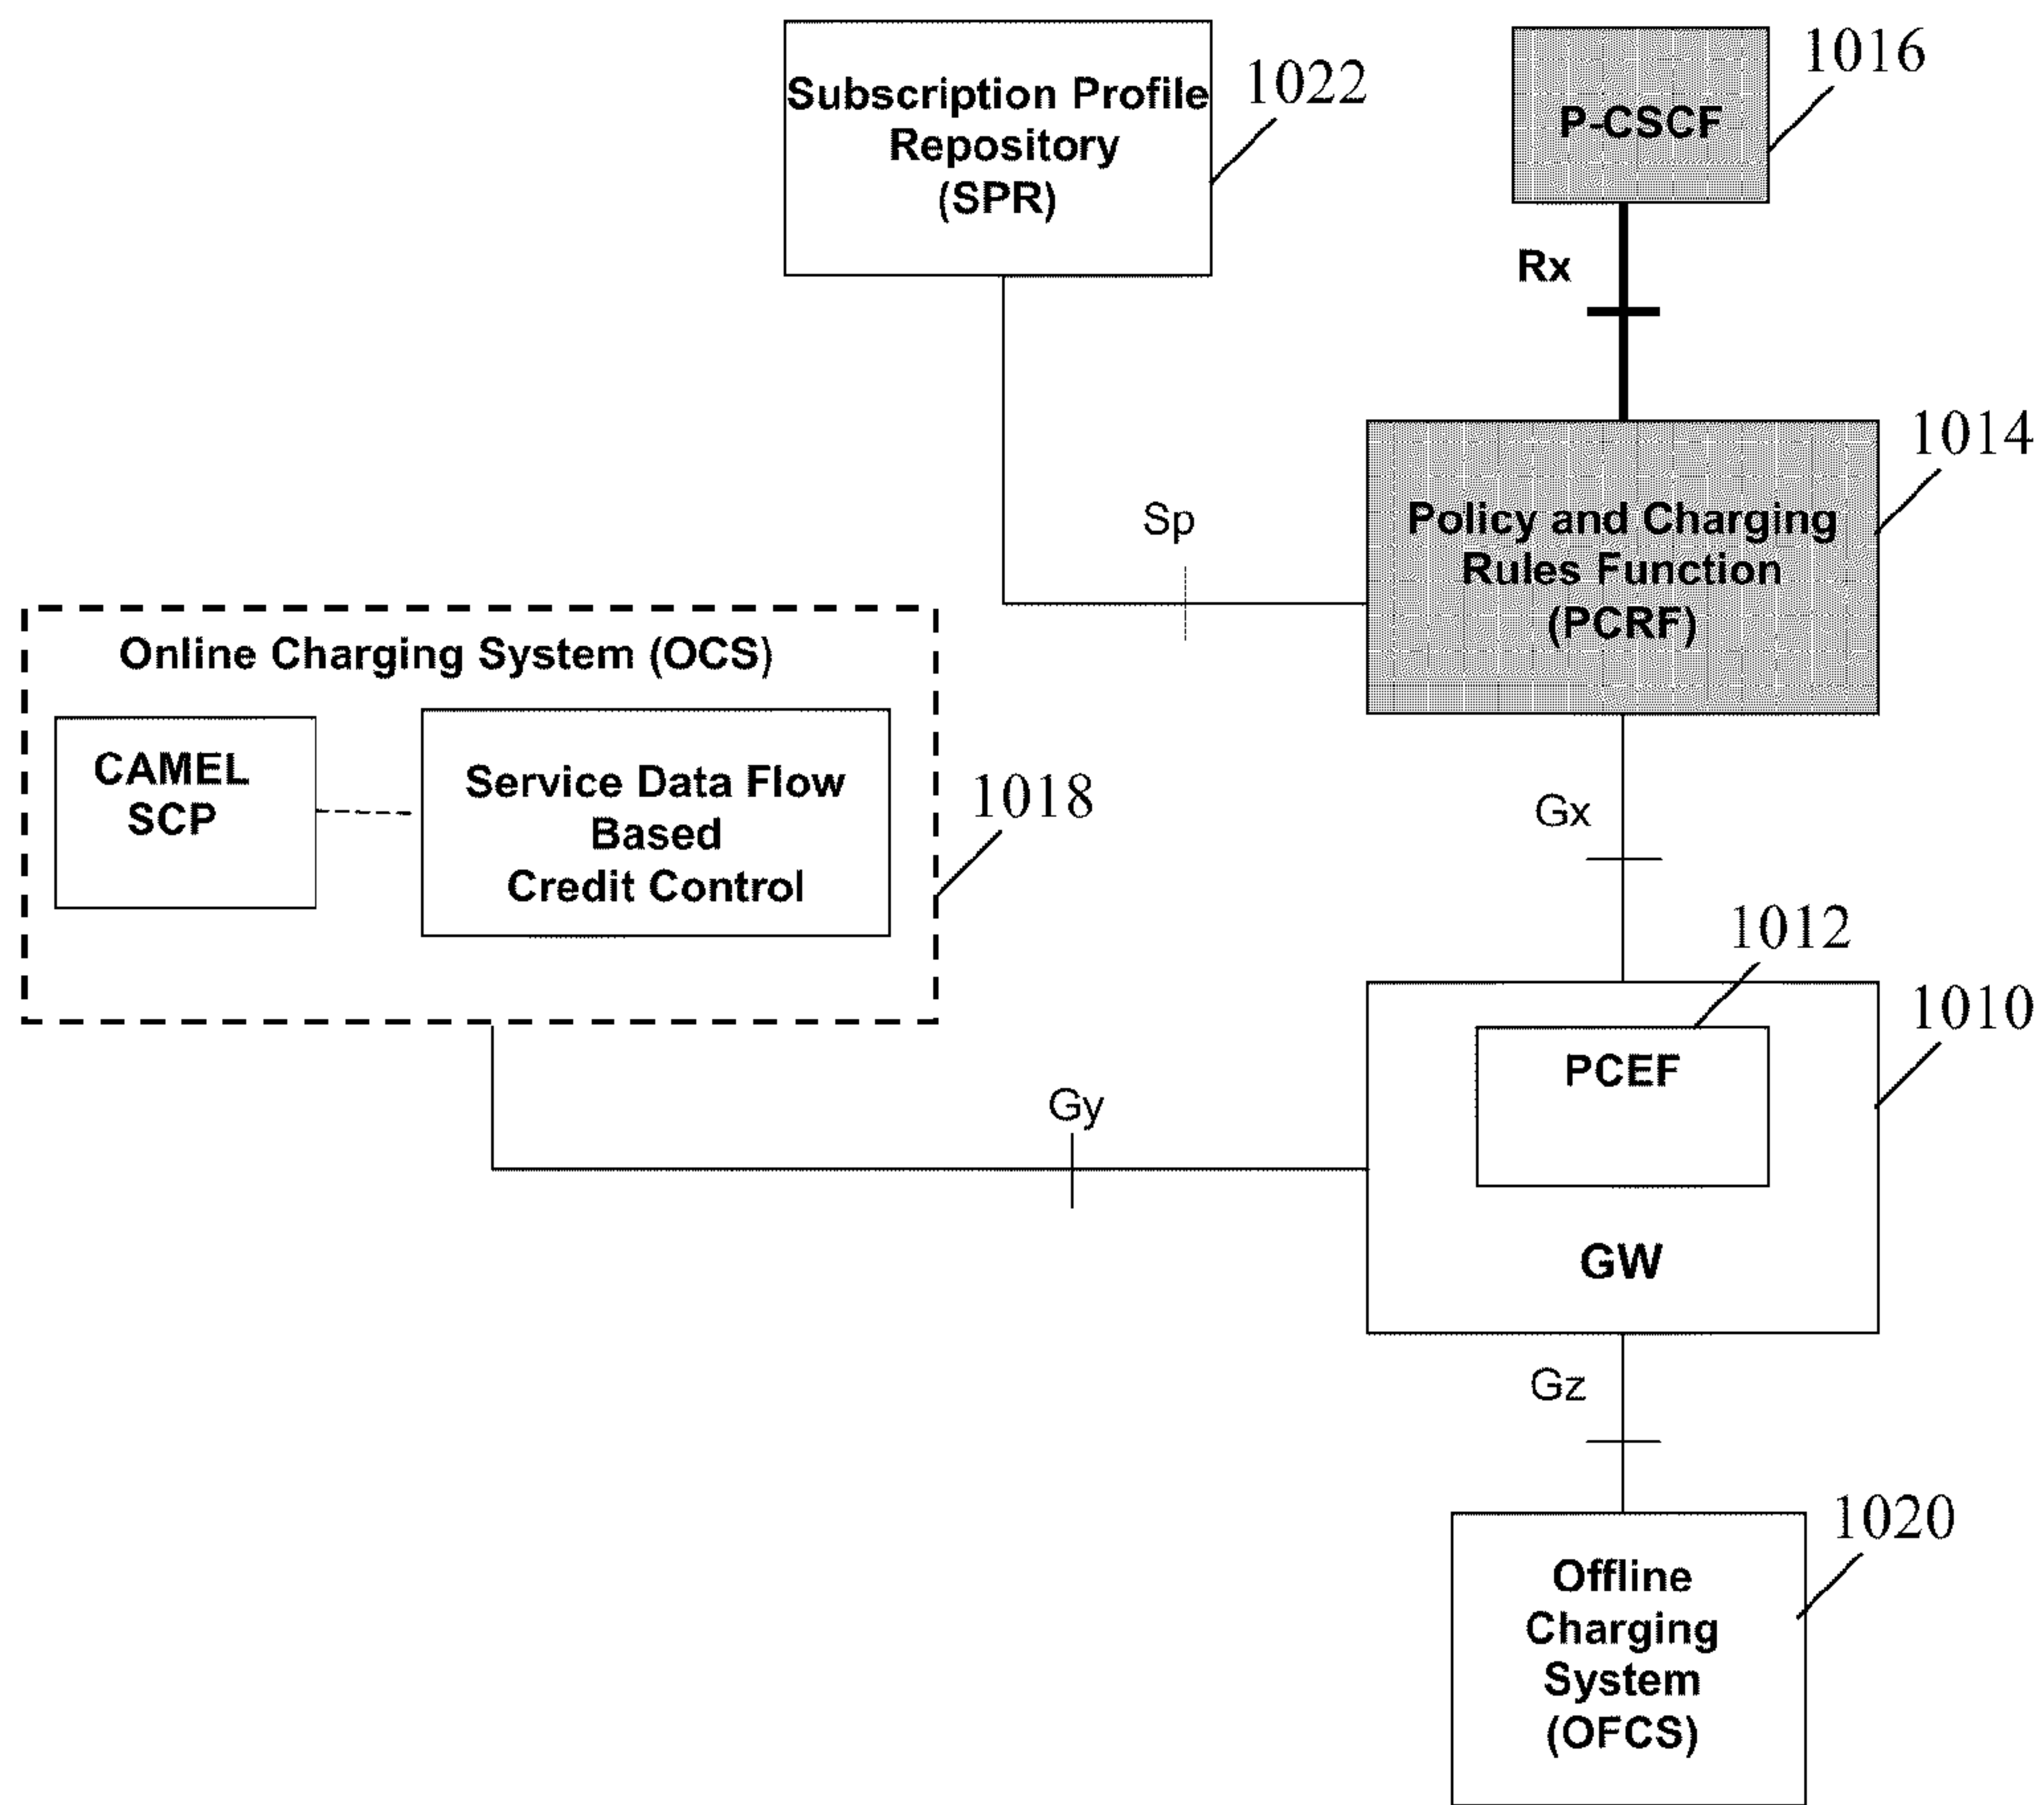 Subscription Profile
Repository
(SPR)
1022
P-CSCF
1016
Rx
Policy and Charging
Rules Function
(PCRF)
1014
Sp
Online Charging System (OCS)
CAMEL
SCP
Service Data Flow
Based
Credit Control
1018
Gx
1012
PCEF
GW
1010
Gy
Gz
Offline
Charging
System
(OFCS)
1020